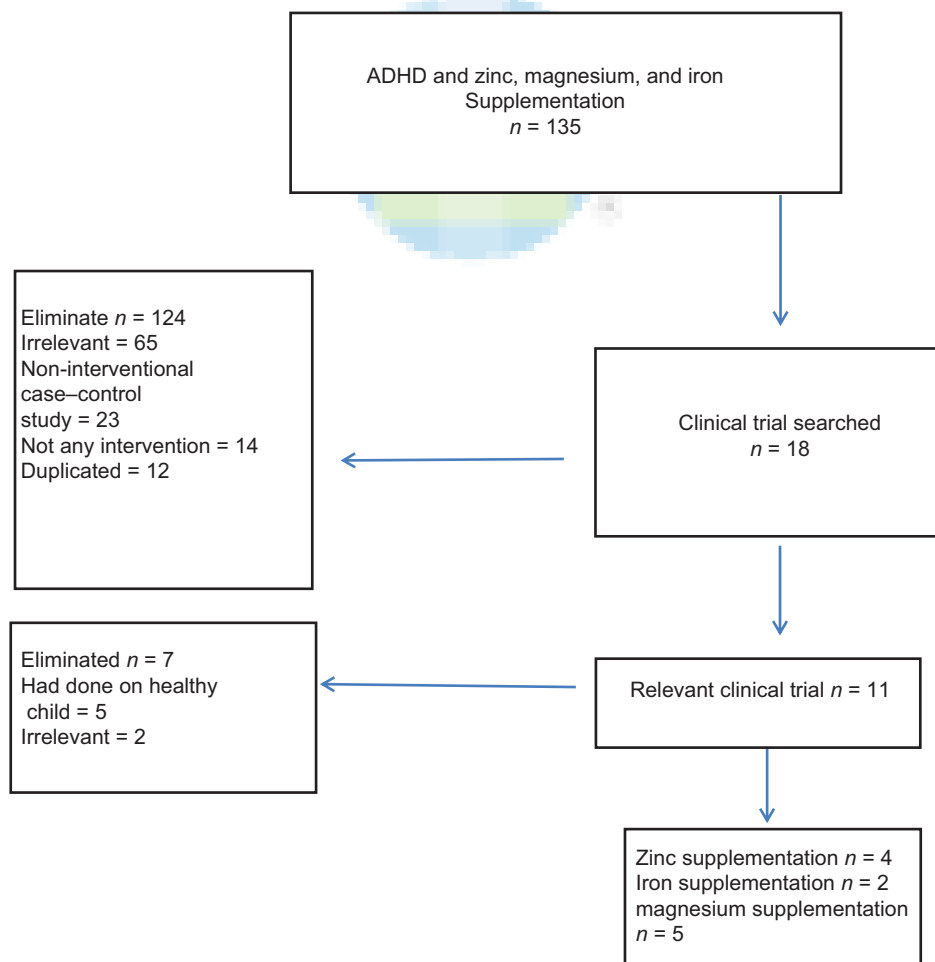 ADHD and zinc, magnesium, and iron
Supplementation
n = 135
Eliminate n = 124
Irrelevant = 65
Non-interventional
case–control
study = 23
Not any intervention = 14
Duplicated = 12
Clinical trial searched
n = 18
Eliminated n = 7
Had done on healthy
child = 5
Irrelevant = 2
Relevant clinical trial n = 11
Zinc supplementation n = 4
Iron supplementation n = 2
magnesium supplementation
n = 5